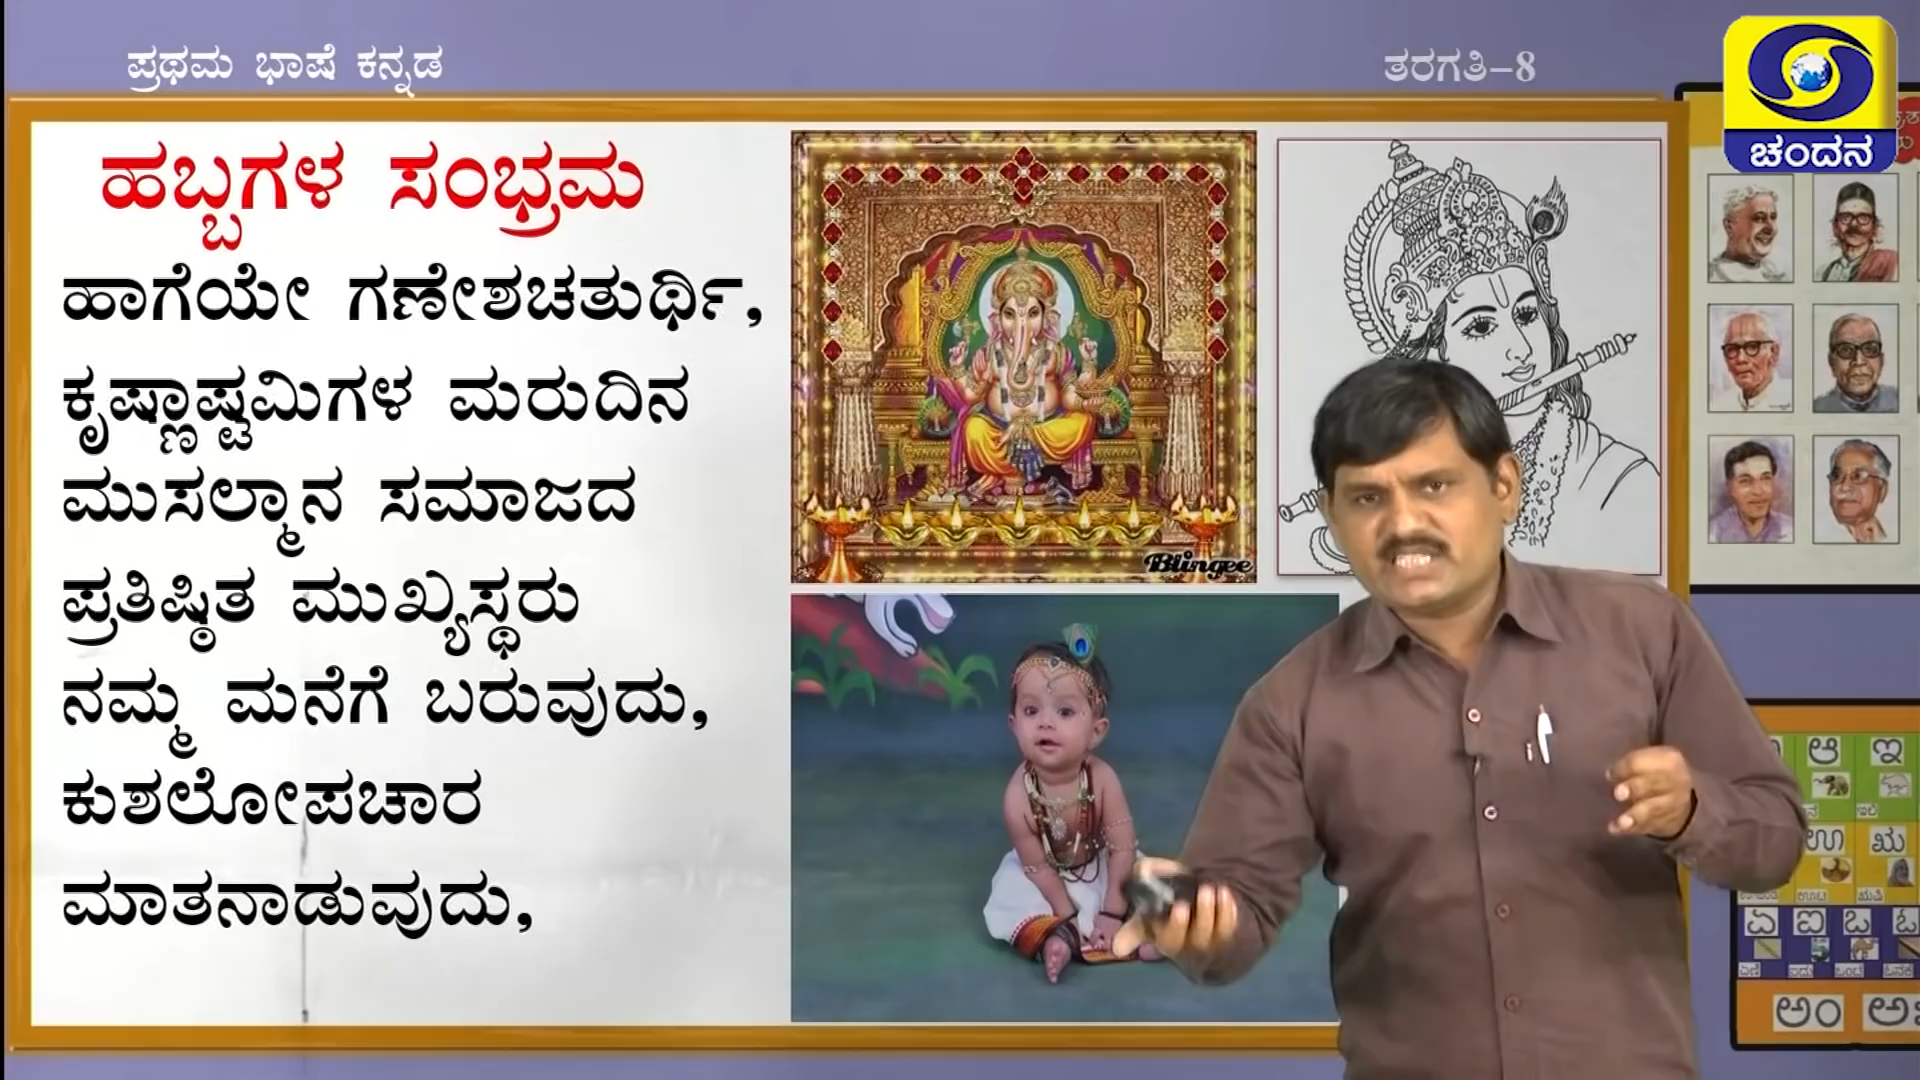 ಪ್ರಥಮ ಭಾಷೆ ಕನ್ನಡ
ತರಗತಿ-8
ಚಂದನ
ಹಬ್ಬಗಳ ಸಂಭ್ರಮ
ಹಾಗೆಯೇ ಗಣೇಶಚತುರ್ಥಿ,
ಕೃಷ್ಣಾಷ್ಟಮಿಗಳ ಮರುದಿನ
ಮುಸಲ್ಮಾನ ಸಮಾಜದ
ಪ್ರತಿಷ್ಠಿತ ಮುಖ್ಯಸ್ಥರು
ನಮ್ಮ ಮನೆಗೆ ಬರುವುದು,
ಕುಶಲೋಪಚಾರ
ಮಾತನಾಡುವುದು,
Blingee
ಆ ಇ
ಊ ಋ
ಏ ಐ ಒ ಓ
ಅಂ